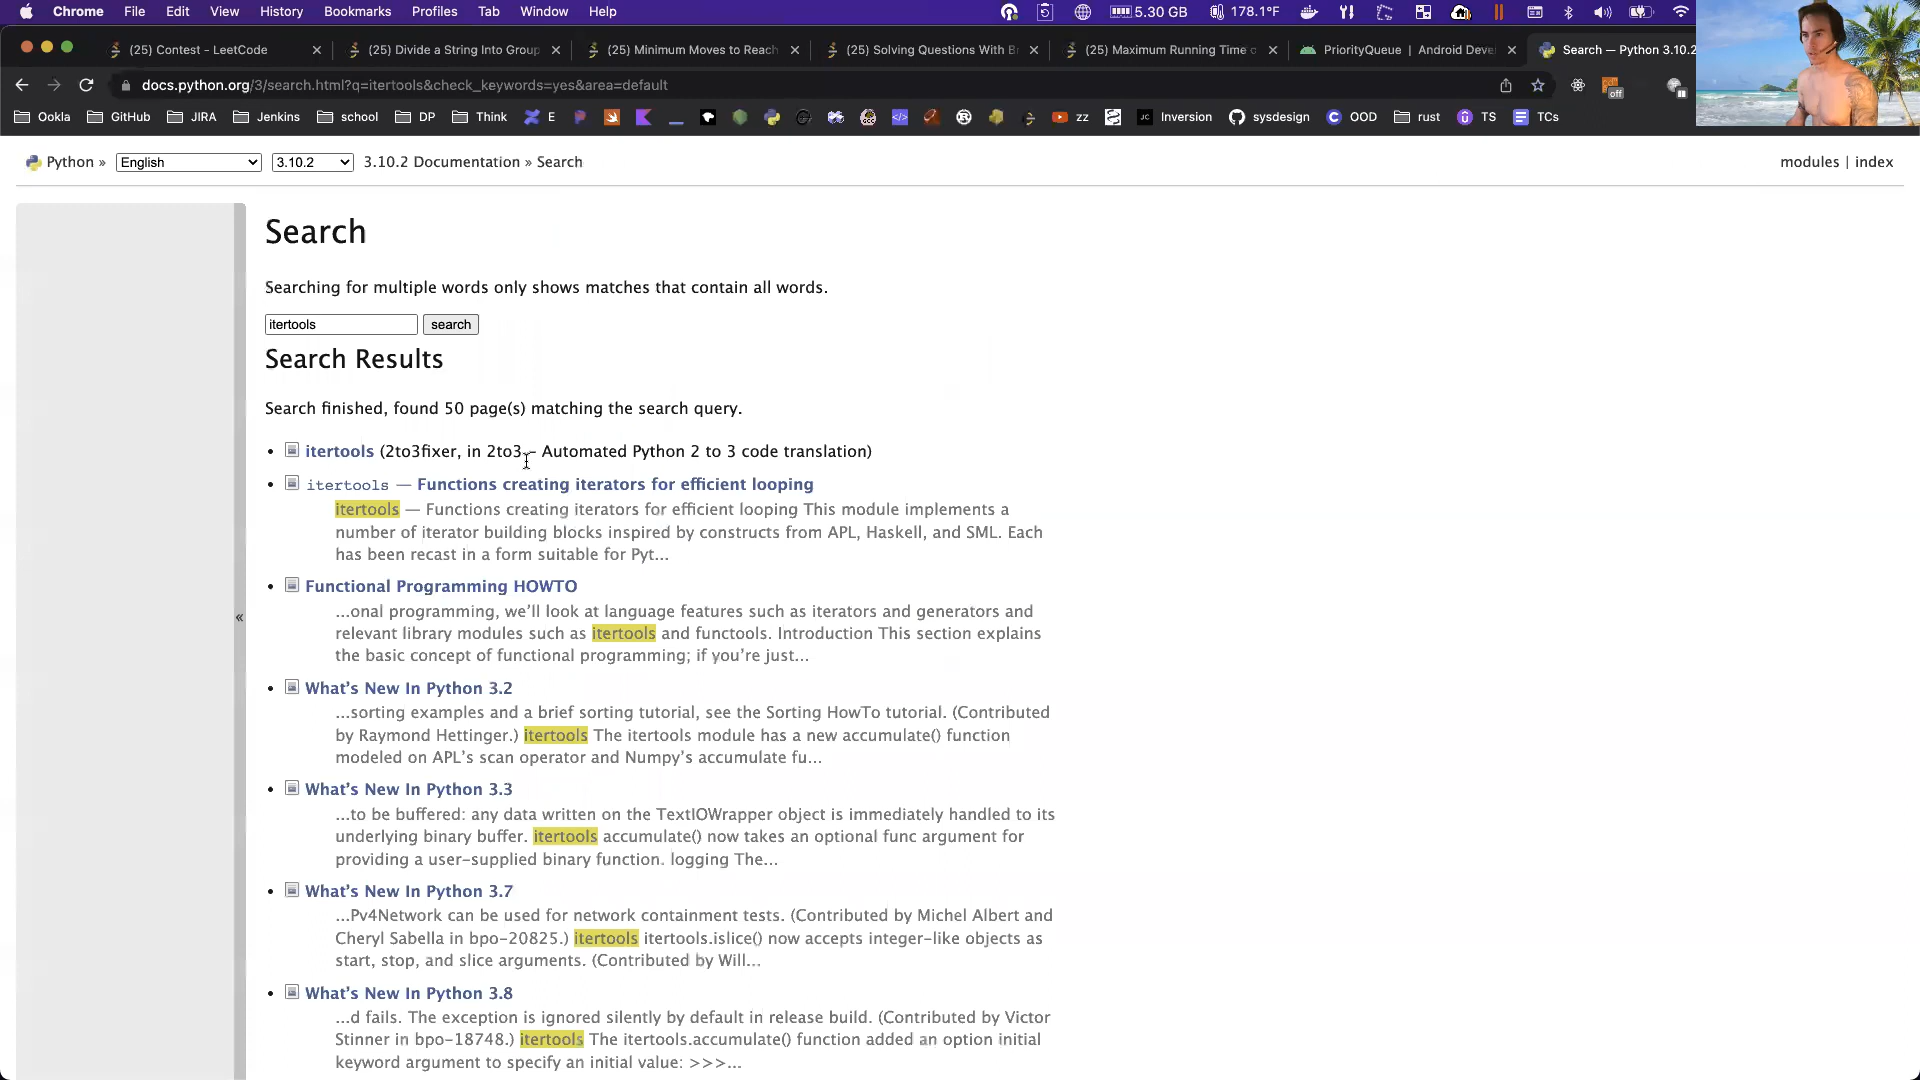 Chrome File Edit View History Bookmarks Profiles Tab Window Help 5.30 GB 178.1°F
(25) Contest - LeetCode (25) Divide a String Into Group (25) Minimum Moves to Reach (25) Solving Questions With B (25) Maximum Running Time o PriorityQueue | Android Deve Search — Python 3.10.2
docs.python.org/3/search.html?q=itertools&check_keywords=yes&area=default off
Ookla GitHub JIRA Jenkins school DP Think E zz Inversion sysdesign OOD rust TS TCs
Python » English 3.10.2 3.10.2 Documentation » Search modules | index
Search
Searching for multiple words only shows matches that contain all words.
itertools search
Search Results
Search finished, found 50 page(s) matching the search query.
• itertools (2to3fixer, in 2to3 - Automated Python 2 to 3 code translation)
• itertools — Functions creating iterators for efficient looping
itertools — Functions creating iterators for efficient looping This module implements a
number of iterator building blocks inspired by constructs from APL, Haskell, and SML. Each
has been recast in a form suitable for Pyt...
• Functional Programming HOWTO
...onal programming, we’ll look at language features such as iterators and generators and
relevant library modules such as itertools and functools. Introduction This section explains
the basic concept of functional programming; if you’re just...
• What’s New In Python 3.2
...sorting examples and a brief sorting tutorial, see the Sorting HowTo tutorial. (Contributed
by Raymond Hettinger.) itertools The itertools module has a new accumulate() function
modeled on APL’s scan operator and Numpy’s accumulate fu...
• What’s New In Python 3.3
...to be buffered: any data written on the TextIOWrapper object is immediately handled to its
underlying binary buffer. itertools accumulate() now takes an optional func argument for
providing a user-supplied binary function. logging The...
• What’s New In Python 3.7
...Pv4Network can be used for network containment tests. (Contributed by Michel Albert and
Cheryl Sabella in bpo-20825.) itertools itertools.islice() now accepts integer-like objects as
start, stop, and slice arguments. (Contributed by Will...
• What’s New In Python 3.8
...d fails. The exception is ignored silently by default in release build. (Contributed by Victor
Stinner in bpo-18748.) itertools The itertools.accumulate() function added an option initial
keyword argument to specify an initial value: >>>...
«